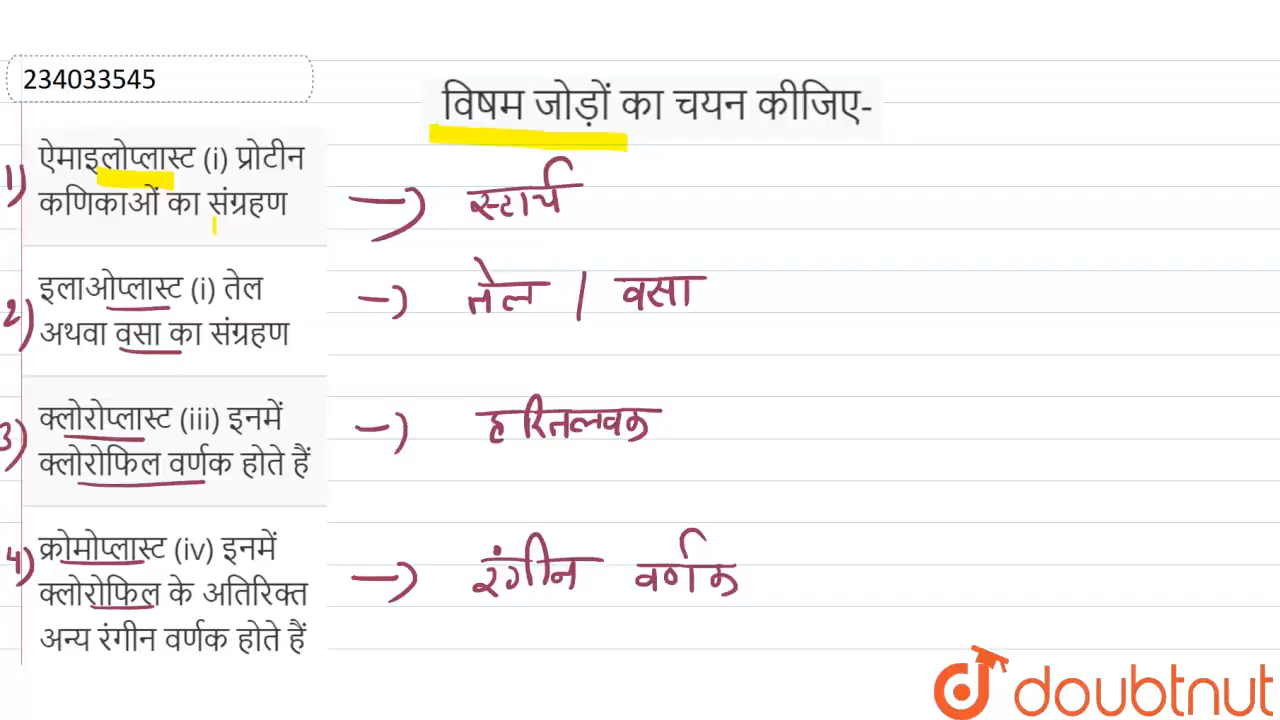 234033545
विषम जोड़ों का चयन कीजिए-
1) ऐमाइलोप्लास्ट (i) प्रोटीन
कणिकाओं का संग्रहण → स्टार्च
2) इलाओप्लास्ट (i) तेल
अथवा वसा का संग्रहण → तेल / वसा
3) क्लोरोप्लास्ट (iii) इनमें
क्लोरोफिल वर्णक होते हैं → हरितलवक
4) क्रोमोप्लास्ट (iv) इनमें
क्लोरोफिल के अतिरिक्त → रंगीन वर्णक
अन्य रंगीन वर्णक होते हैं
doubtnut